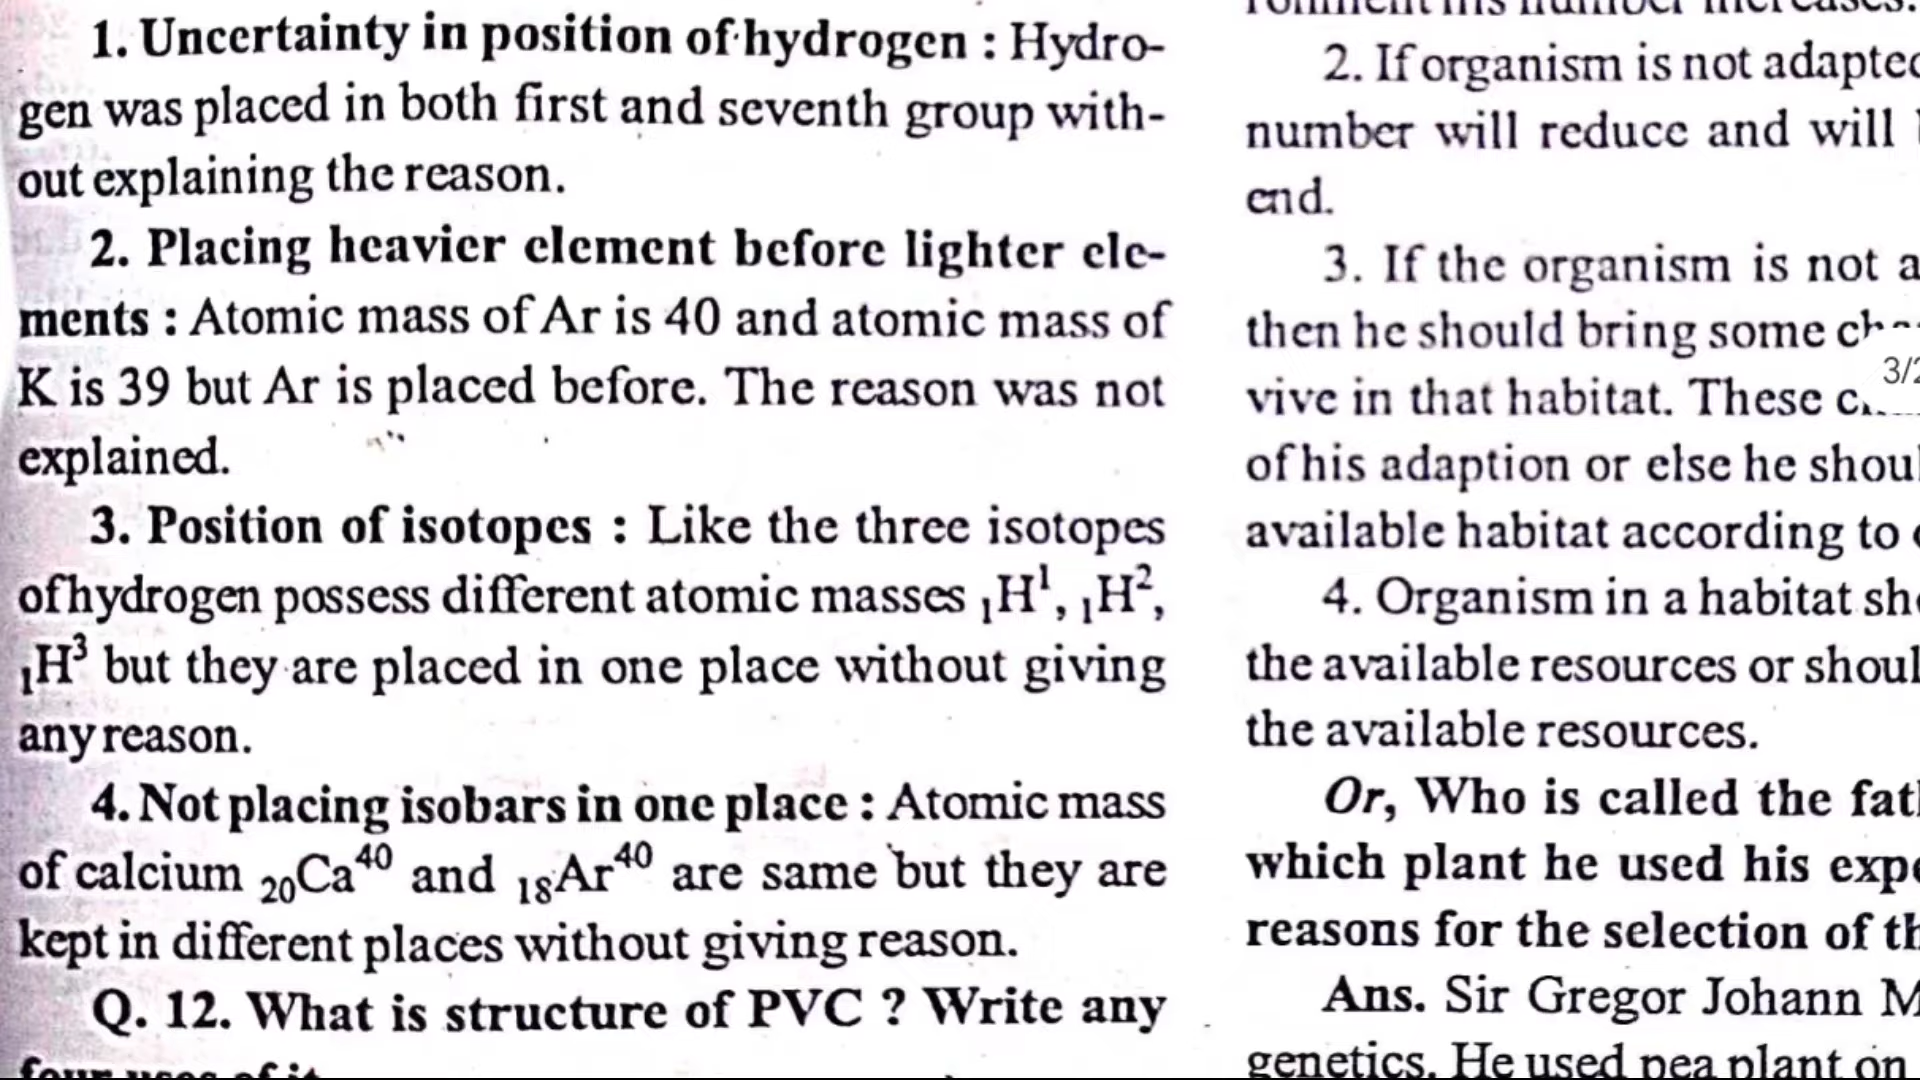 1. Uncertainty in position of hydrogen : Hydro-
gen was placed in both first and seventh group with-
out explaining the reason.
2. Placing heavier element before lighter ele-
ments : Atomic mass of Ar is 40 and atomic mass of
K is 39 but Ar is placed before. The reason was not
explained.
3. Position of isotopes : Like the three isotopes
of hydrogen possess different atomic masses ₁H¹, ₁H²,
₁H³ but they are placed in one place without giving
any reason.
4. Not placing isobars in one place : Atomic mass
of calcium ₂₀Ca⁴⁰ and ₁₈Ar⁴⁰ are same but they are
kept in different places without giving reason.
Q. 12. What is structure of PVC ? Write any
four uses of it
number increases.
2. If organism is not adapted
number will reduce and will
end.
3. If the organism is not a
then he should bring some
vive in that habitat. These
of his adaption or else he shoul
available habitat according to
4. Organism in a habitat sh
the available resources or shoul
the available resources.
Or, Who is called the fat
which plant he used his expe
reasons for the selection of th
Ans. Sir Gregor Johann M
genetics. He used pea plant on
3/2